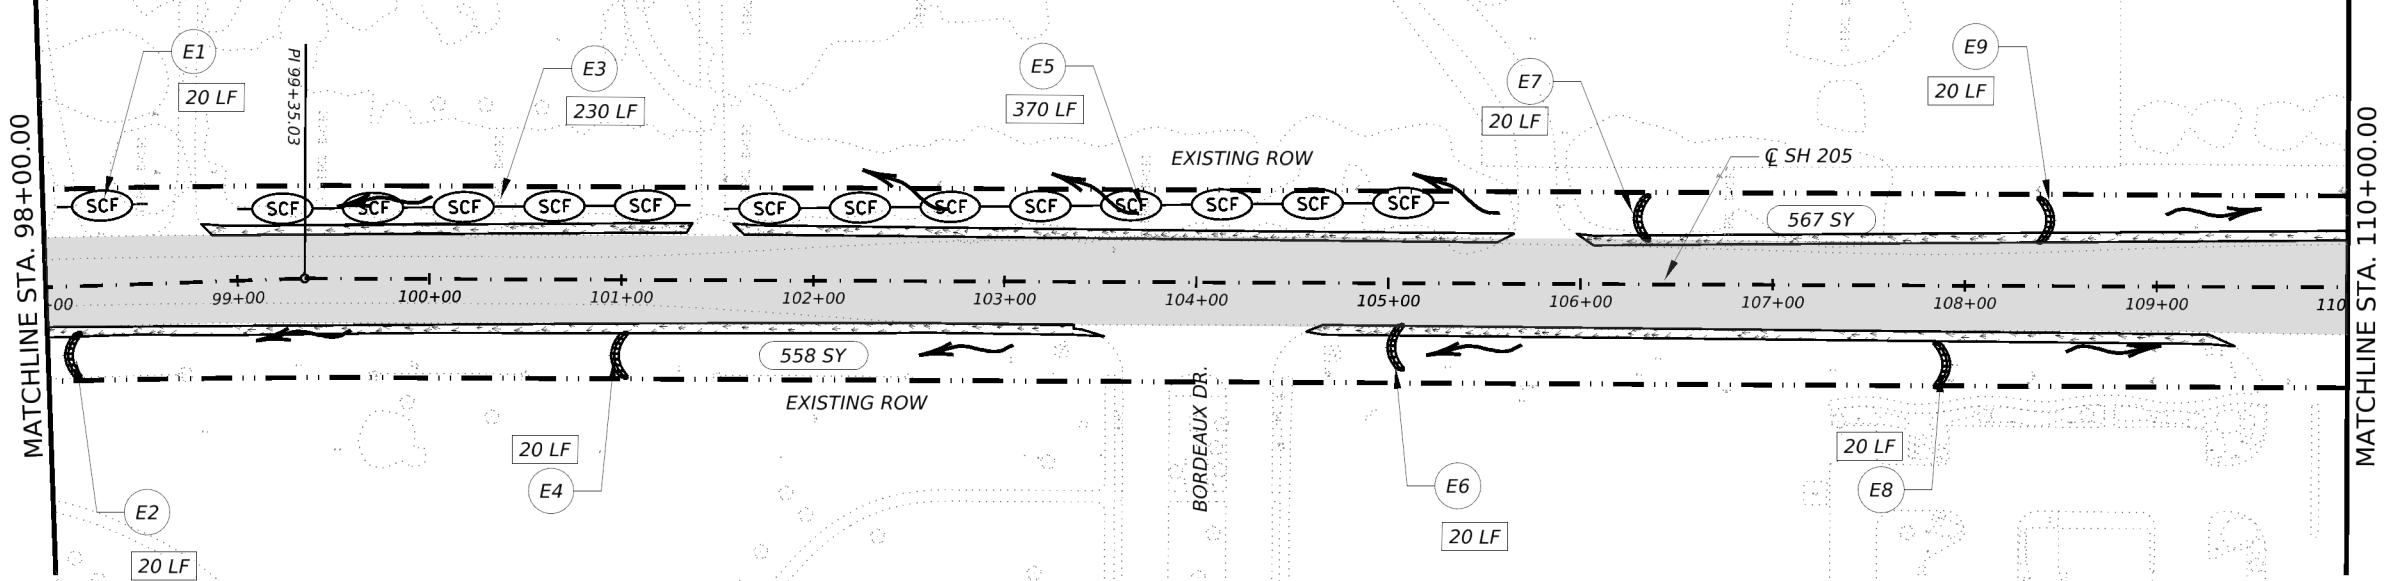 MATCHLINE STA. 98+00.00
E1
20 LF
PI 99+35.03
E3
230 LF
E5
370 LF
E7
20 LF
E9
20 LF
EXISTING ROW
℄ SH 205
SCF
SCF
SCF
SCF
SCF
SCF
SCF
SCF
SCF
SCF
SCF
SCF
SCF
SCF
567 SY
00
99+00
100+00
101+00
102+00
103+00
104+00
105+00
106+00
107+00
108+00
109+00
110
558 SY
EXISTING ROW
BORDEAUX DR.
20 LF
E4
E2
20 LF
E6
20 LF
20 LF
E8
MATCHLINE STA. 110+00.00